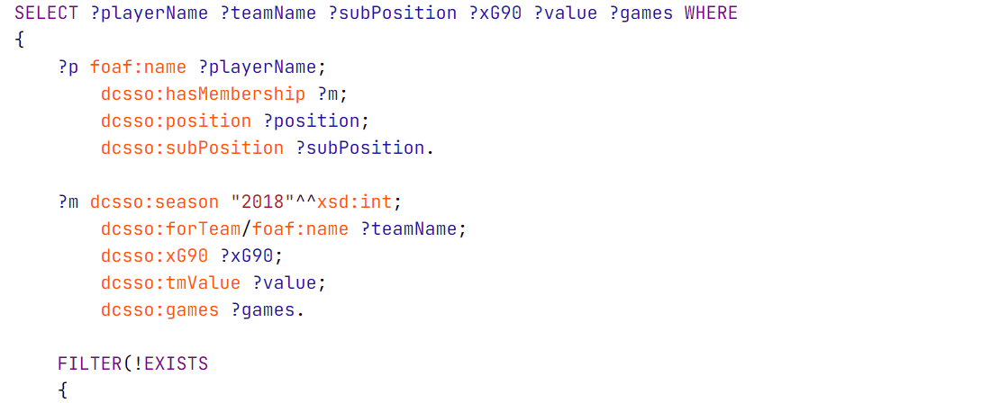 SELECT ?playerName ?teamName ?subPosition ?xG90 ?value ?games WHERE
{
    ?p foaf:name ?playerName;
        dcsso:hasMembership ?m;
        dcsso:position ?position;
        dcsso:subPosition ?subPosition.

    ?m dcsso:season "2018"^^xsd:int;
        dcsso:forTeam/foaf:name ?teamName;
        dcsso:xG90 ?xG90;
        dcsso:tmValue ?value;
        dcsso:games ?games.

    FILTER(!EXISTS
    {